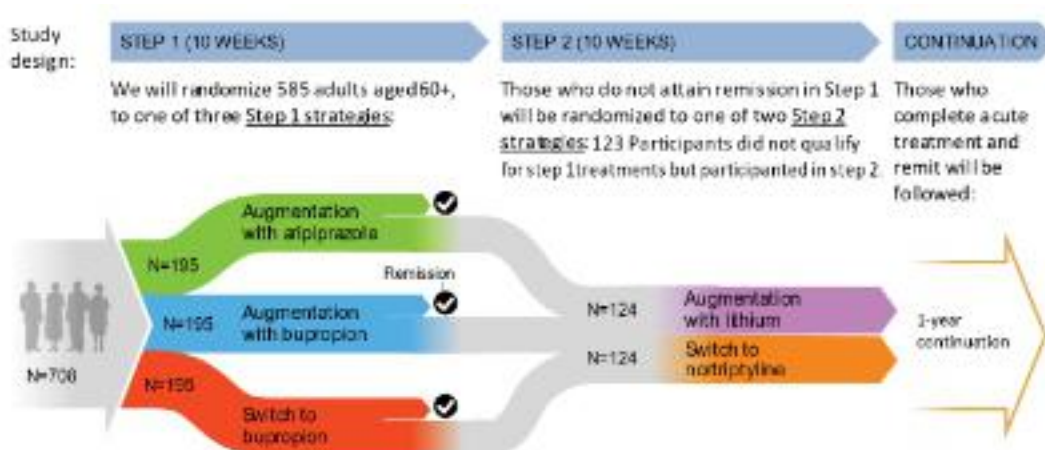 Study
design:
STEP 1 (10 WEEKS)
STEP 2 (10 WEEKS)
CONTINUATION
We will randomize 585 adults aged60+,
to one of three Step 1 strategies:
Those who do not attain remission in Step 1
will be randomized to one of two Step 2
strategies: 123 Participants did not qualify
for step 1treatments but participanted in step 2.
Those who
complete acute
treatment and
remit will be
followed:
N=708
N=195
Augmentation
with aripiprazole
Remission
N=195
Augmentation
with bupropion
N=195
Switch to
bupropion
N=124
Augmentation
with lithium
N=124
Switch to
nortriptyline
1-year
continuation